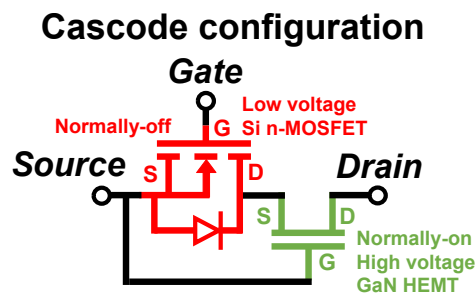 Cascode configuration
Gate
Normally-off
G
Low voltage
Si n-MOSFET
Source
S
D
Drain
S
D
G
Normally-on
High voltage
GaN HEMT